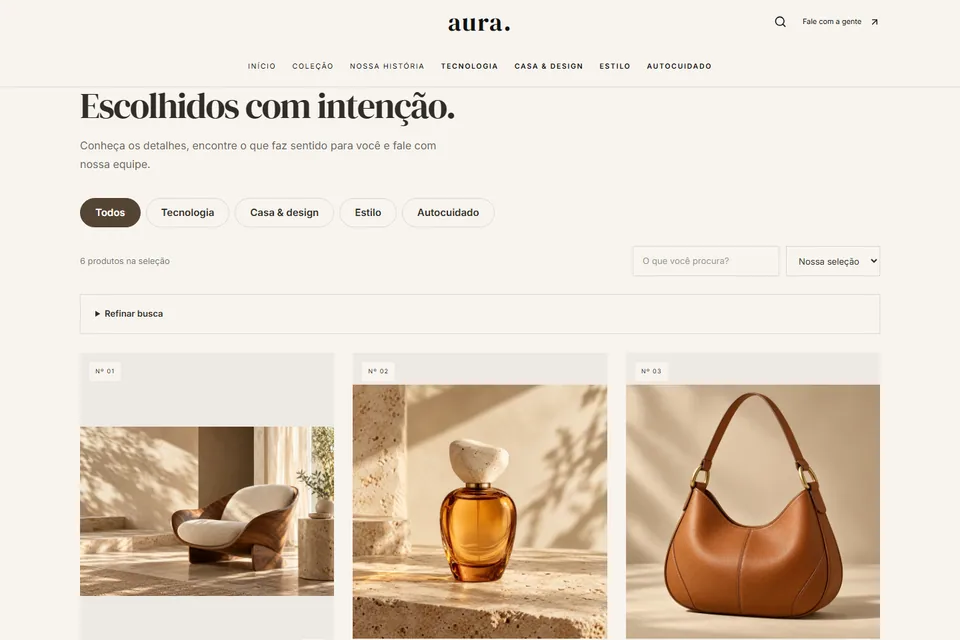 aura.
Fale com a gente
INÍCIO COLEÇÃO NOSSA HISTÓRIA TECNOLOGIA CASA & DESIGN ESTILO AUTOCUIDADO
Escolhidos com intenção.
Conheça os detalhes, encontre o que faz sentido para você e fale com
nossa equipe.
Todos Tecnologia Casa & design Estilo Autocuidado
6 produtos na seleção O que você procura? Nossa seleção
Refinar busca
Nº 01 Nº 02 Nº 03